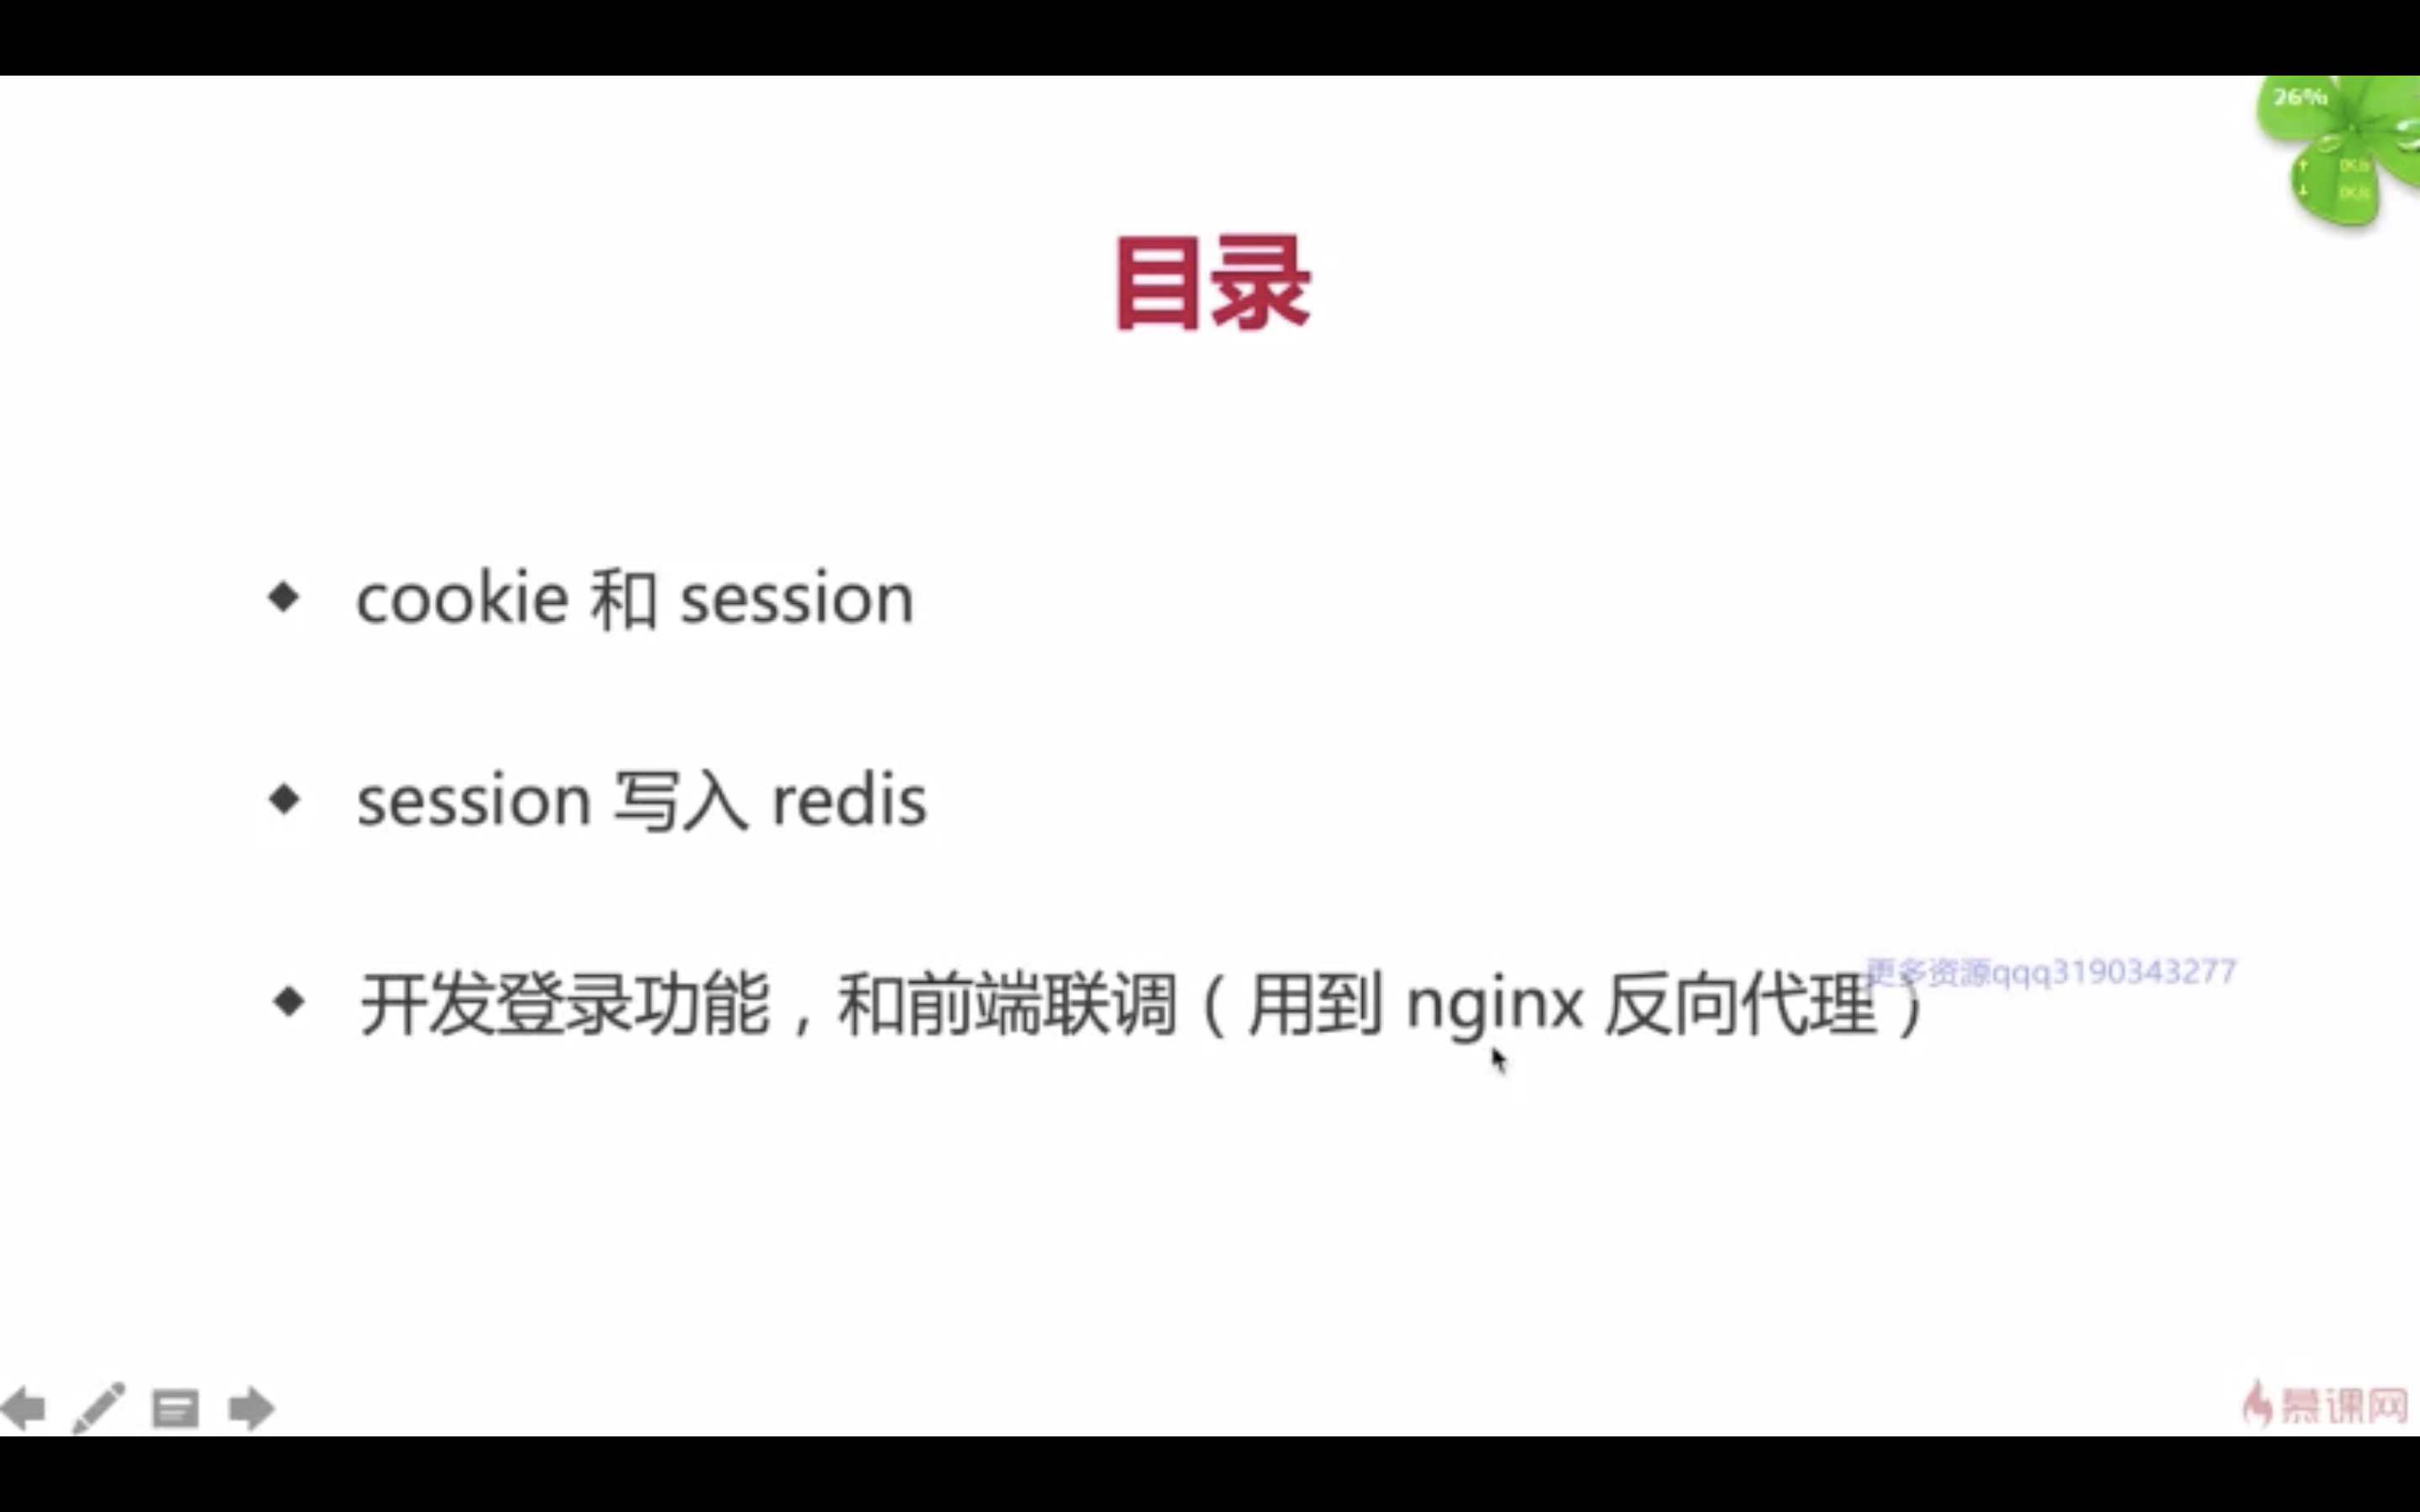 26%
目录
cookie 和 session
session 写入 redis
更多资源qqq3190343277
开发登录功能，和前端联调（用到 nginx 反向代理）
慕课网